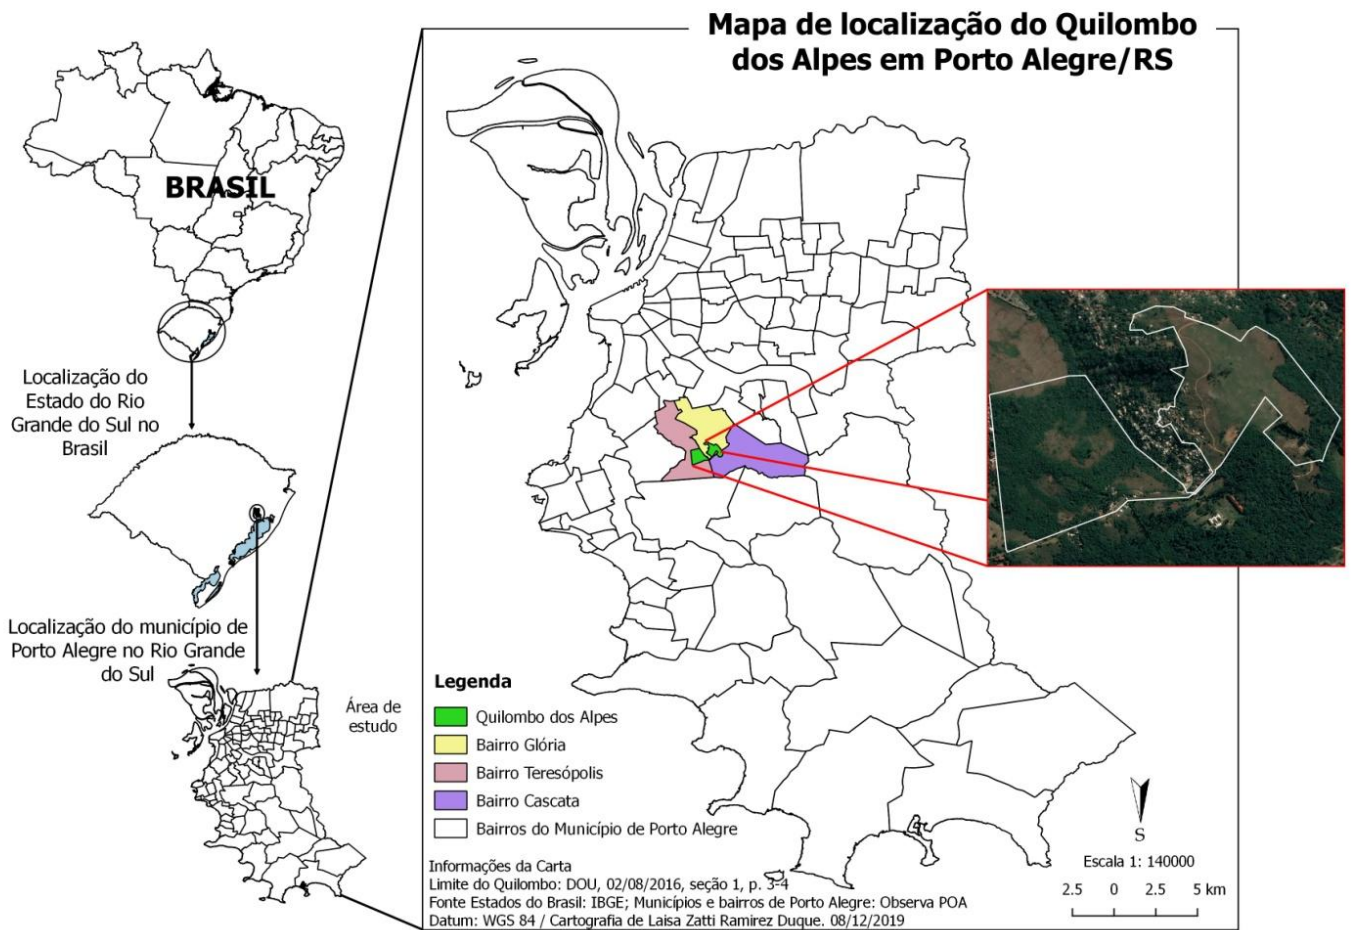 Mapa de localização do Quilombo
dos Alpes em Porto Alegre/RS
BRASIL
Localização do
Estado do Rio
Grande do Sul no
Brasil
Localização do município de
Porto Alegre no Rio Grande
do Sul
Área de
estudo
Legenda
Quilombo dos Alpes
Bairro Glória
Bairro Teresópolis
Bairro Cascata
Bairros do Município de Porto Alegre
Informações da Carta
Limite do Quilombo: DOU, 02/08/2016, seção 1, p. 3-4
Fonte Estados do Brasil: IBGE; Municípios e bairros de Porto Alegre: Observa POA
Datum: WGS 84 / Cartografia de Laisa Zatti Ramirez Duque. 08/12/2019
S
Escala 1: 140000
2.5 0 2.5 5 km